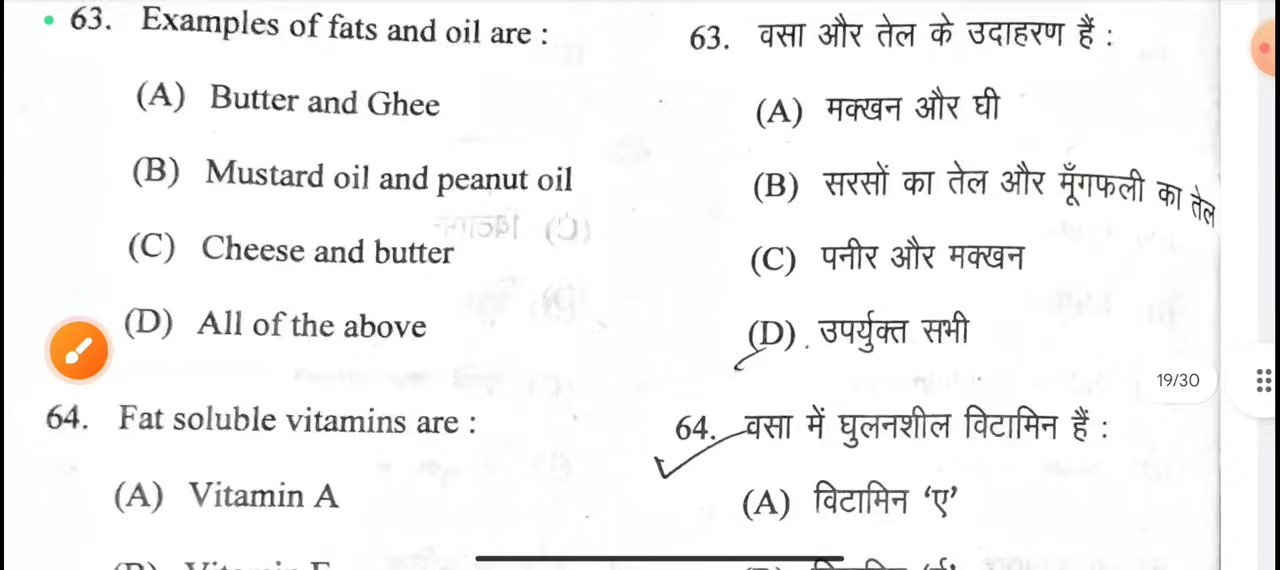 63. Examples of fats and oil are :
(A) Butter and Ghee
(B) Mustard oil and peanut oil
(C) Cheese and butter
(D) All of the above
64. Fat soluble vitamins are :
(A) Vitamin A
63. वसा और तेल के उदाहरण हैं :
(A) मक्खन और घी
(B) सरसों का तेल और मूँगफली का तेल
(C) पनीर और मक्खन
(D) उपर्युक्त सभी
19/30
64. वसा में घुलनशील विटामिन हैं :
(A) विटामिन ‘ए’